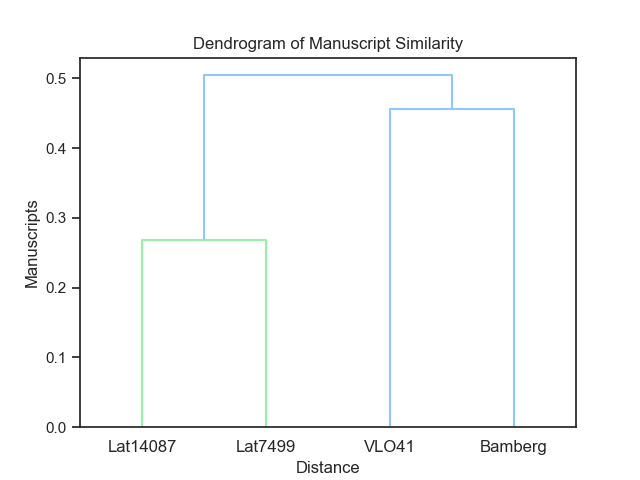 Dendrogram of Manuscript Similarity
Manuscripts
0.5
0.4
0.3
0.2
0.1
0.0
Lat14087 Lat7499 VLO41 Bamberg
Distance